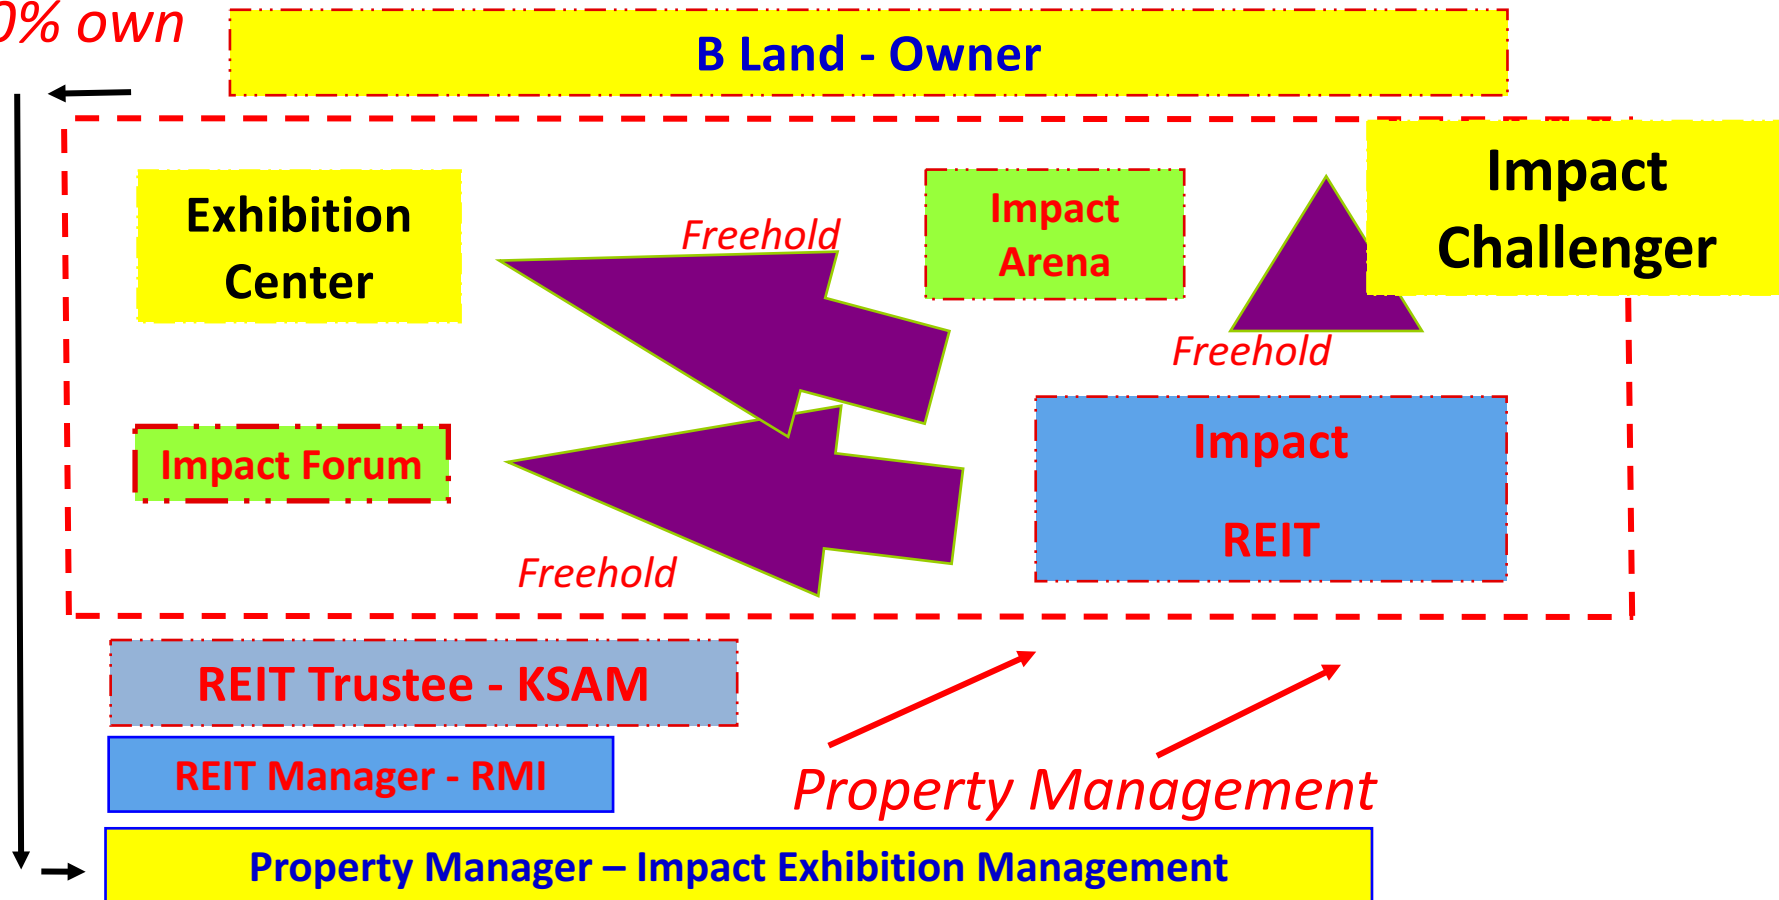 0% own
B Land - Owner
Exhibition
Center
Freehold
Impact
Arena
Impact
Challenger
Freehold
Impact Forum
Impact
REIT
Freehold
REIT Trustee - KSAM
REIT Manager - RMI
Property Management
Property Manager – Impact Exhibition Management